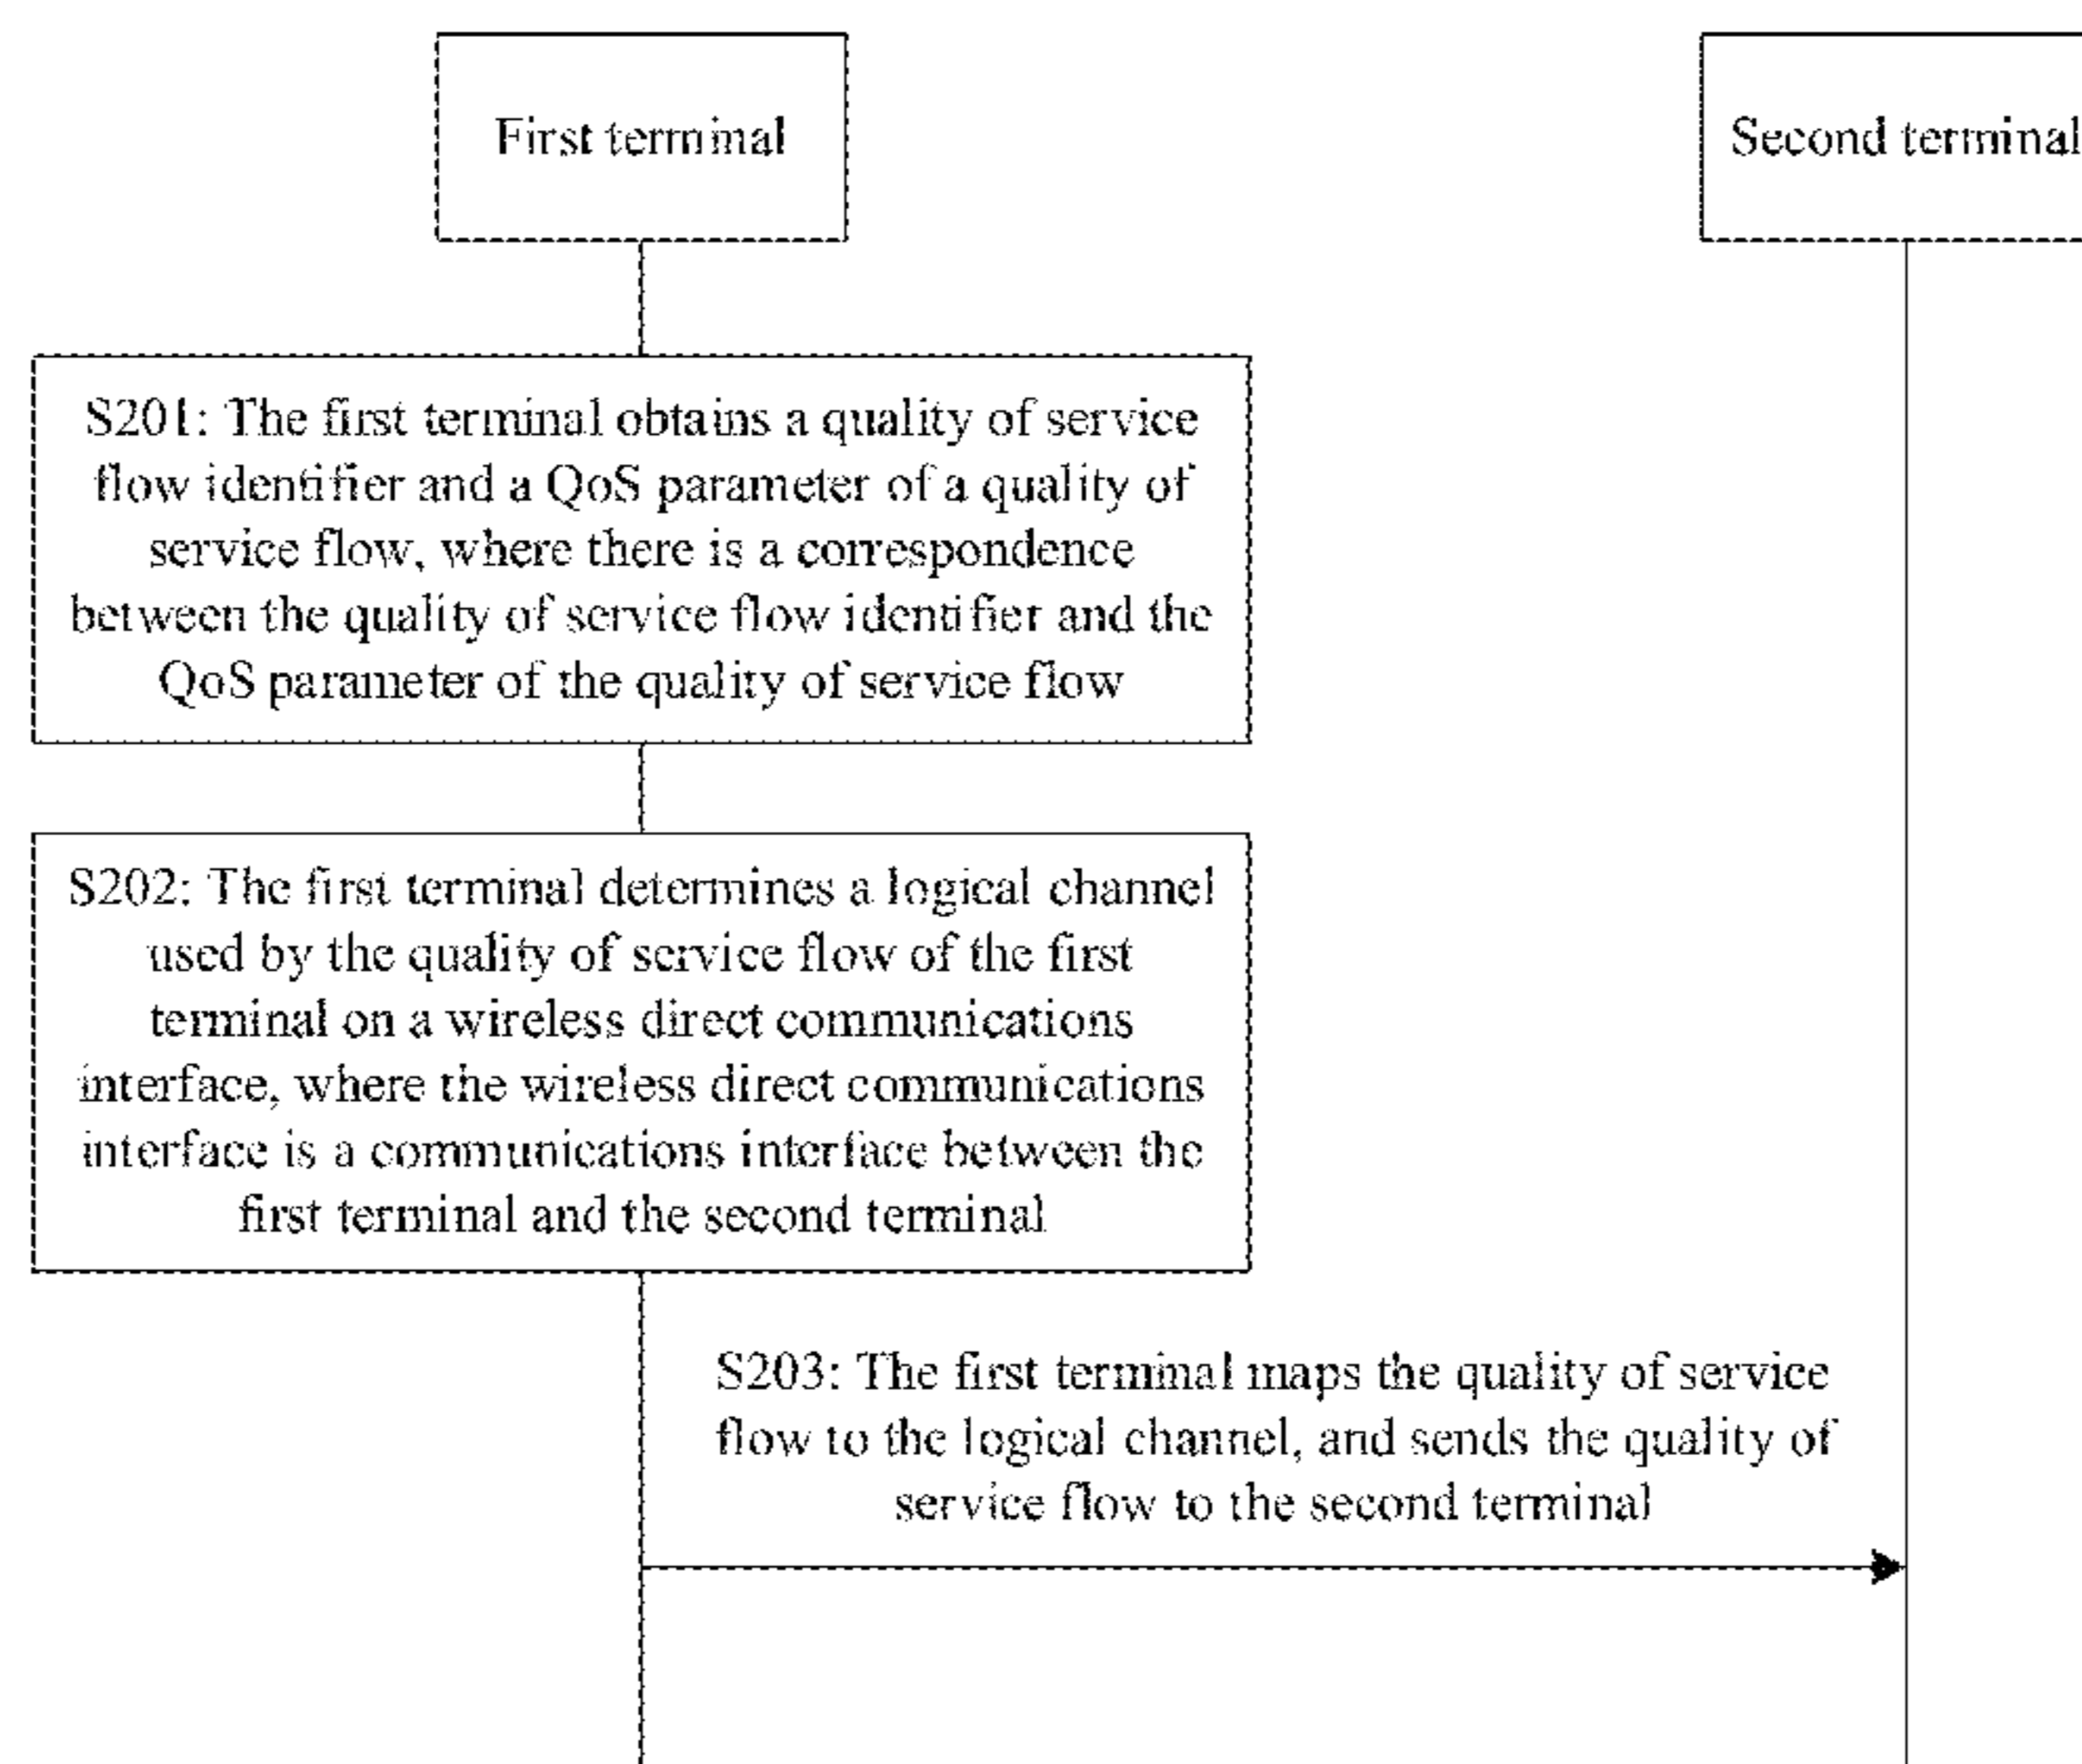 First terminal
Second terminal
S201: The first terminal obtains a quality of service
flow identifier and a QoS parameter of a quality of
service flow, where there is a correspondence
between the quality of service flow identifier and the
QoS parameter of the quality of service flow
S202: The first terminal determines a logical channel
used by the quality of service flow of the first
terminal on a wireless direct communications
interface, where the wireless direct communications
interface is a communications interface between the
first terminal and the second terminal
S203: The first terminal maps the quality of service
flow to the logical channel, and sends the quality of
service flow to the second terminal